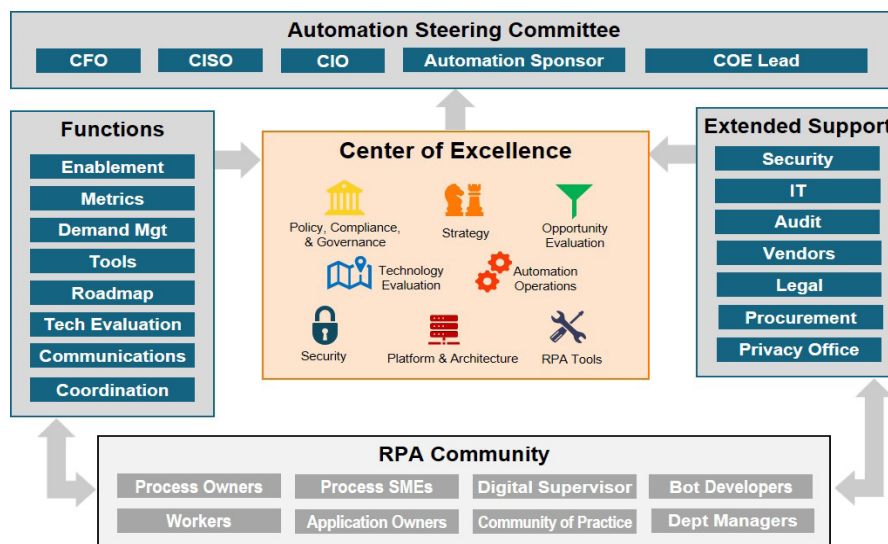 Automation Steering Committee
CFO
CISO
CIO
Automation Sponsor
COE Lead
Functions
Enablement
Metrics
Demand Mgt
Tools
Roadmap
Tech Evaluation
Communications
Coordination
Center of Excellence
Policy, Compliance,
& Governance
Strategy
Opportunity
Evaluation
Technology
Evaluation
Automation
Operations
Security
Platform & Architecture
RPA Tools
Extended Support
Security
IT
Audit
Vendors
Legal
Procurement
Privacy Office
RPA Community
Process Owners
Process SMEs
Digital Supervisor
Bot Developers
Workers
Application Owners
Community of Practice
Dept Managers